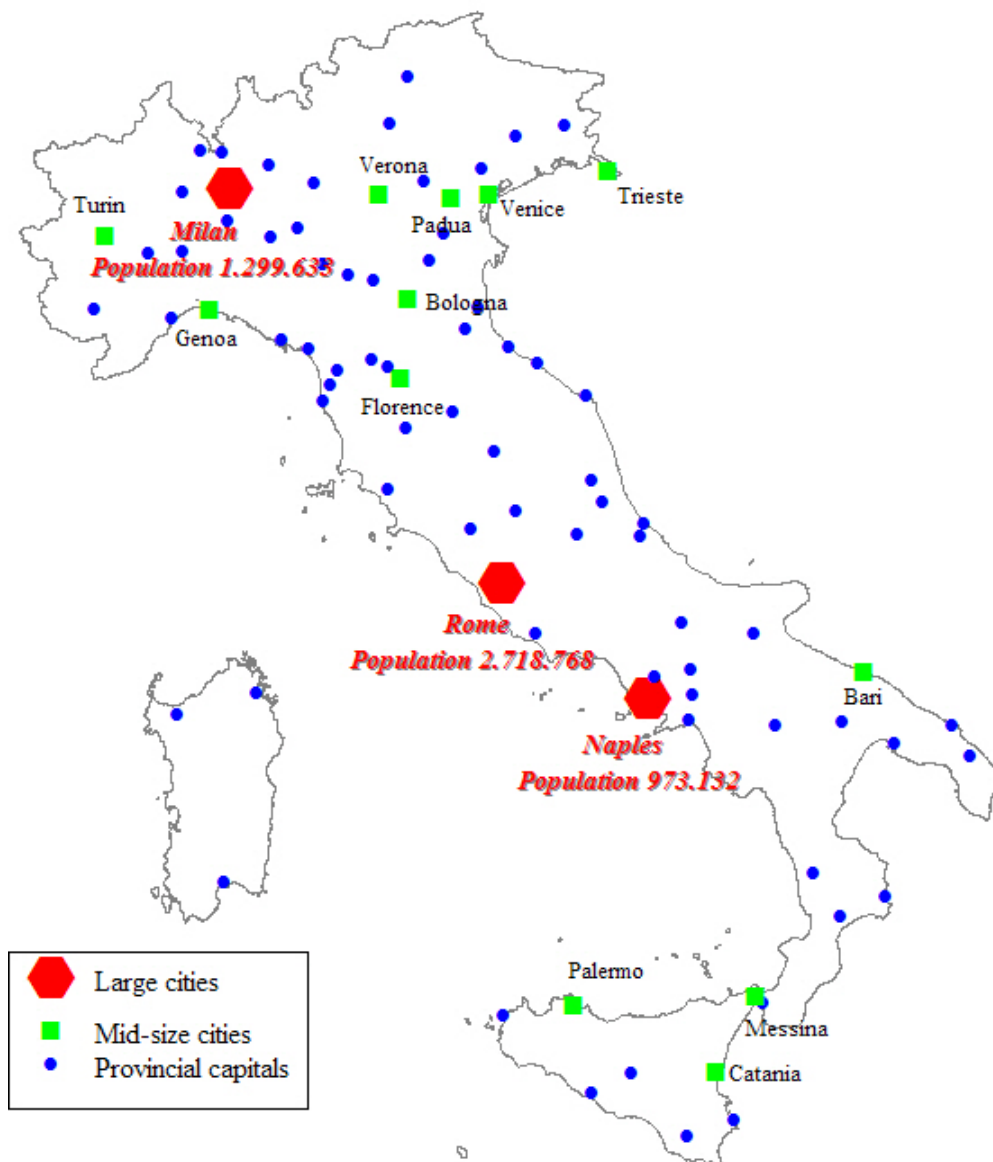 Verona
Trieste
Turin
Padua
Venice
Milan
Population 1.299.633
Bologna
Genoa
Florence
Rome
Population 2.718.768
Bari
Naples
Population 973.132
Palermo
Messina
Catania
Large cities
Mid-size cities
Provincial capitals